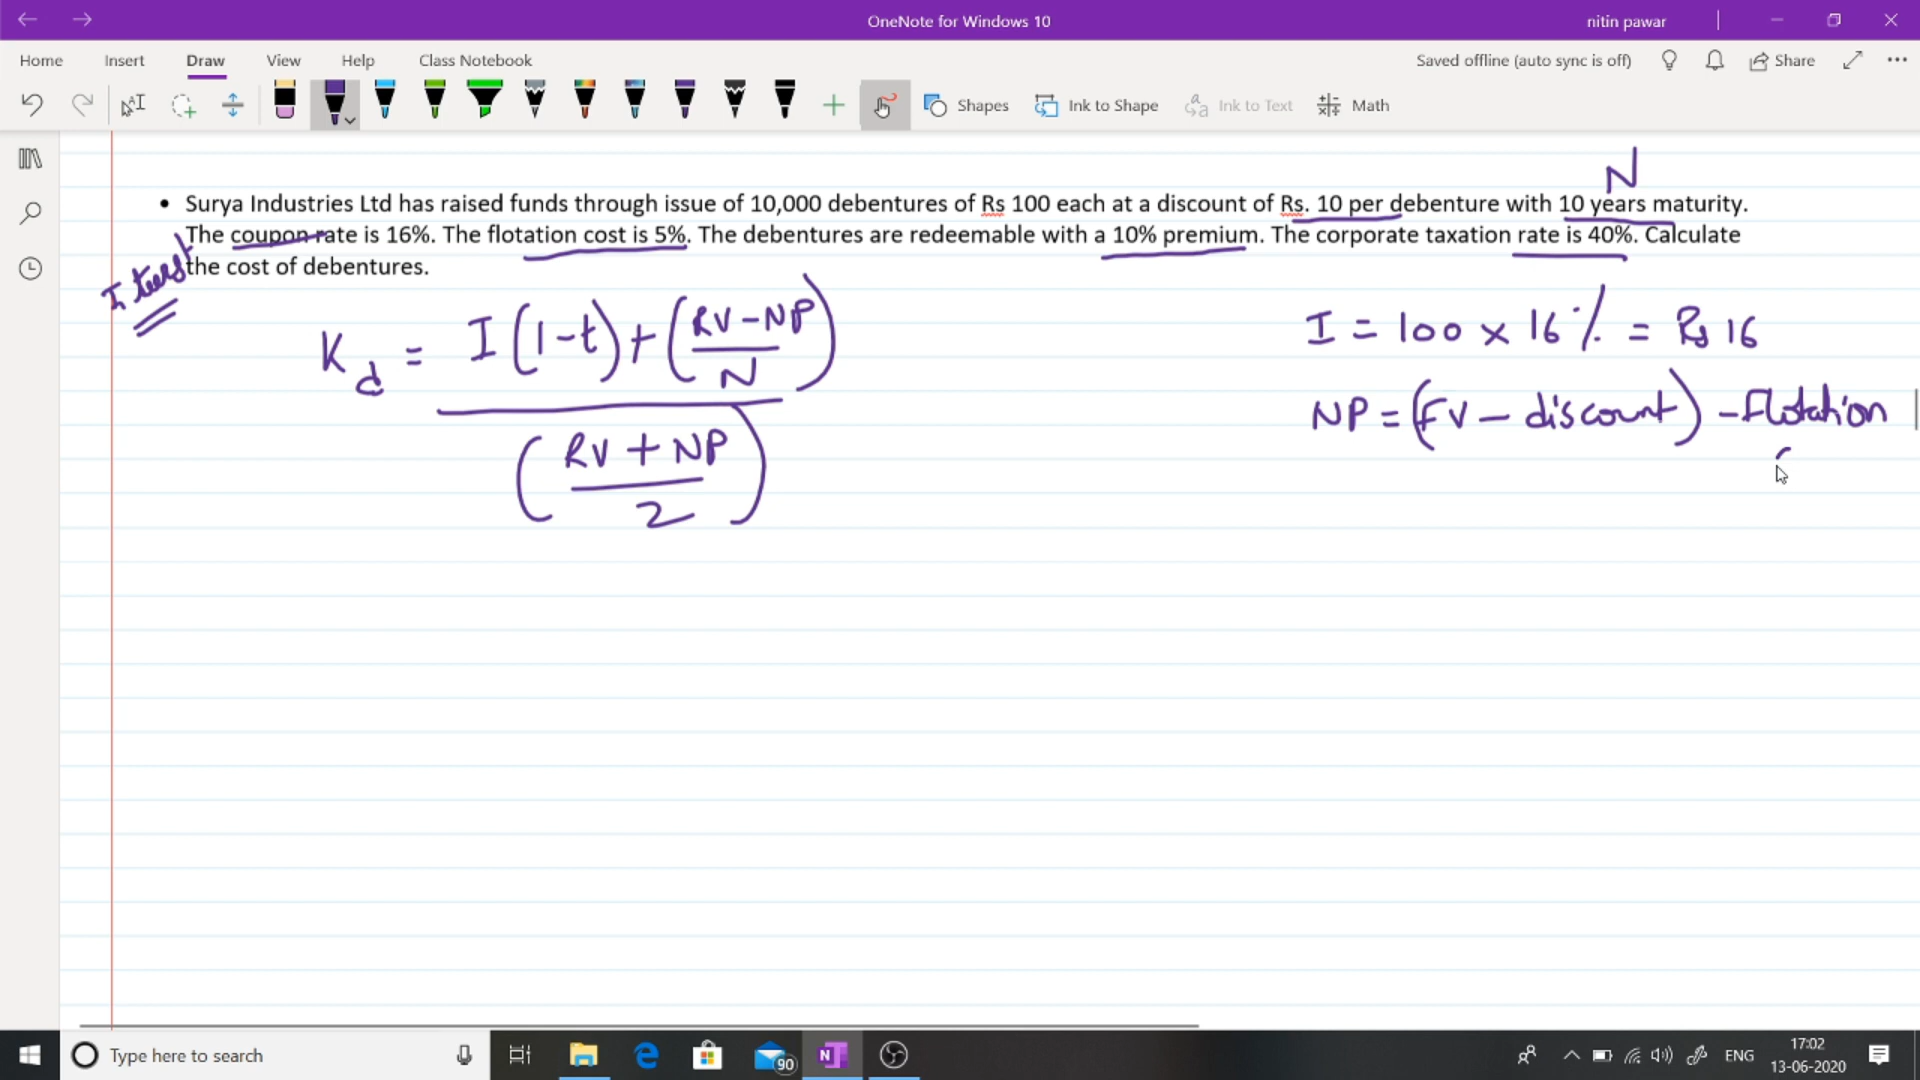 OneNote for Windows 10
nitin pawar
Home Insert Draw View Help Class Notebook
Saved offline (auto sync is off) Share
Shapes Ink to Shape Ink to Text Math
N
• Surya Industries Ltd has raised funds through issue of 10,000 debentures of Rs 100 each at a discount of Rs. 10 per debenture with 10 years maturity.
The coupon rate is 16%. The flotation cost is 5%. The debentures are redeemable with a 10% premium. The corporate taxation rate is 40%. Calculate
the cost of debentures.
Interest
Kd = I(1-t)+(RV-NP/N)
(RV+NP/2)
I = 100 × 16% = Rs 16
NP = (FV - discount) - Flotation
Type here to search
90
ENG
17:02
13-06-2020